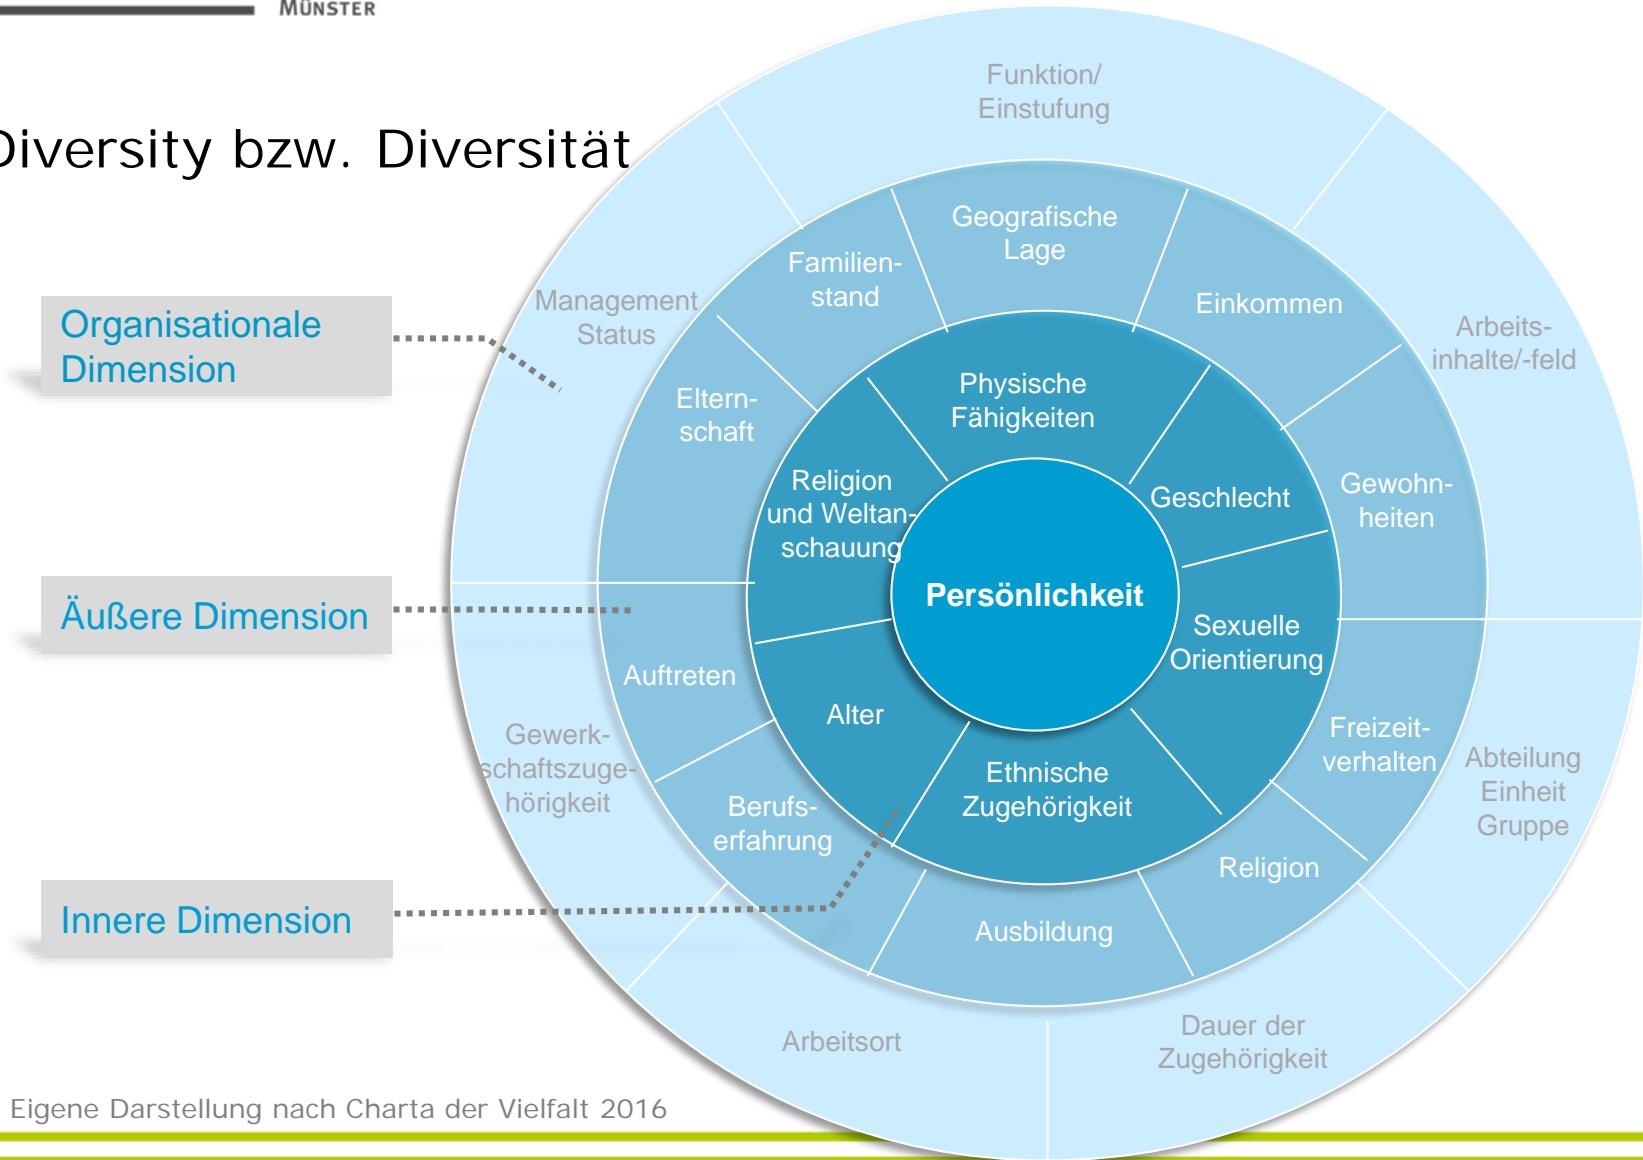 MÜNSTER
Diversity bzw. Diversität
Funktion/
Einstufung
Geografische
Lage
Familien-
stand
Einkommen
Management
Status
Organisationale
Dimension
Arbeits-
inhalte/-feld
Physische
Fähigkeiten
Eltern-
schaft
Religion
und Weltan-
schauung
Geschlecht
Gewohn-
heiten
Äußere Dimension
Persönlichkeit
Sexuelle
Orientierung
Auftreten
Alter
Freizeit-
verhalten
Gewerk-
schaftszuge-
hörigkeit
Abteilung
Einheit
Gruppe
Ethnische
Zugehörigkeit
Berufs-
erfahrung
Religion
Innere Dimension
Ausbildung
Arbeitsort
Dauer der
Zugehörigkeit
Eigene Darstellung nach Charta der Vielfalt 2016